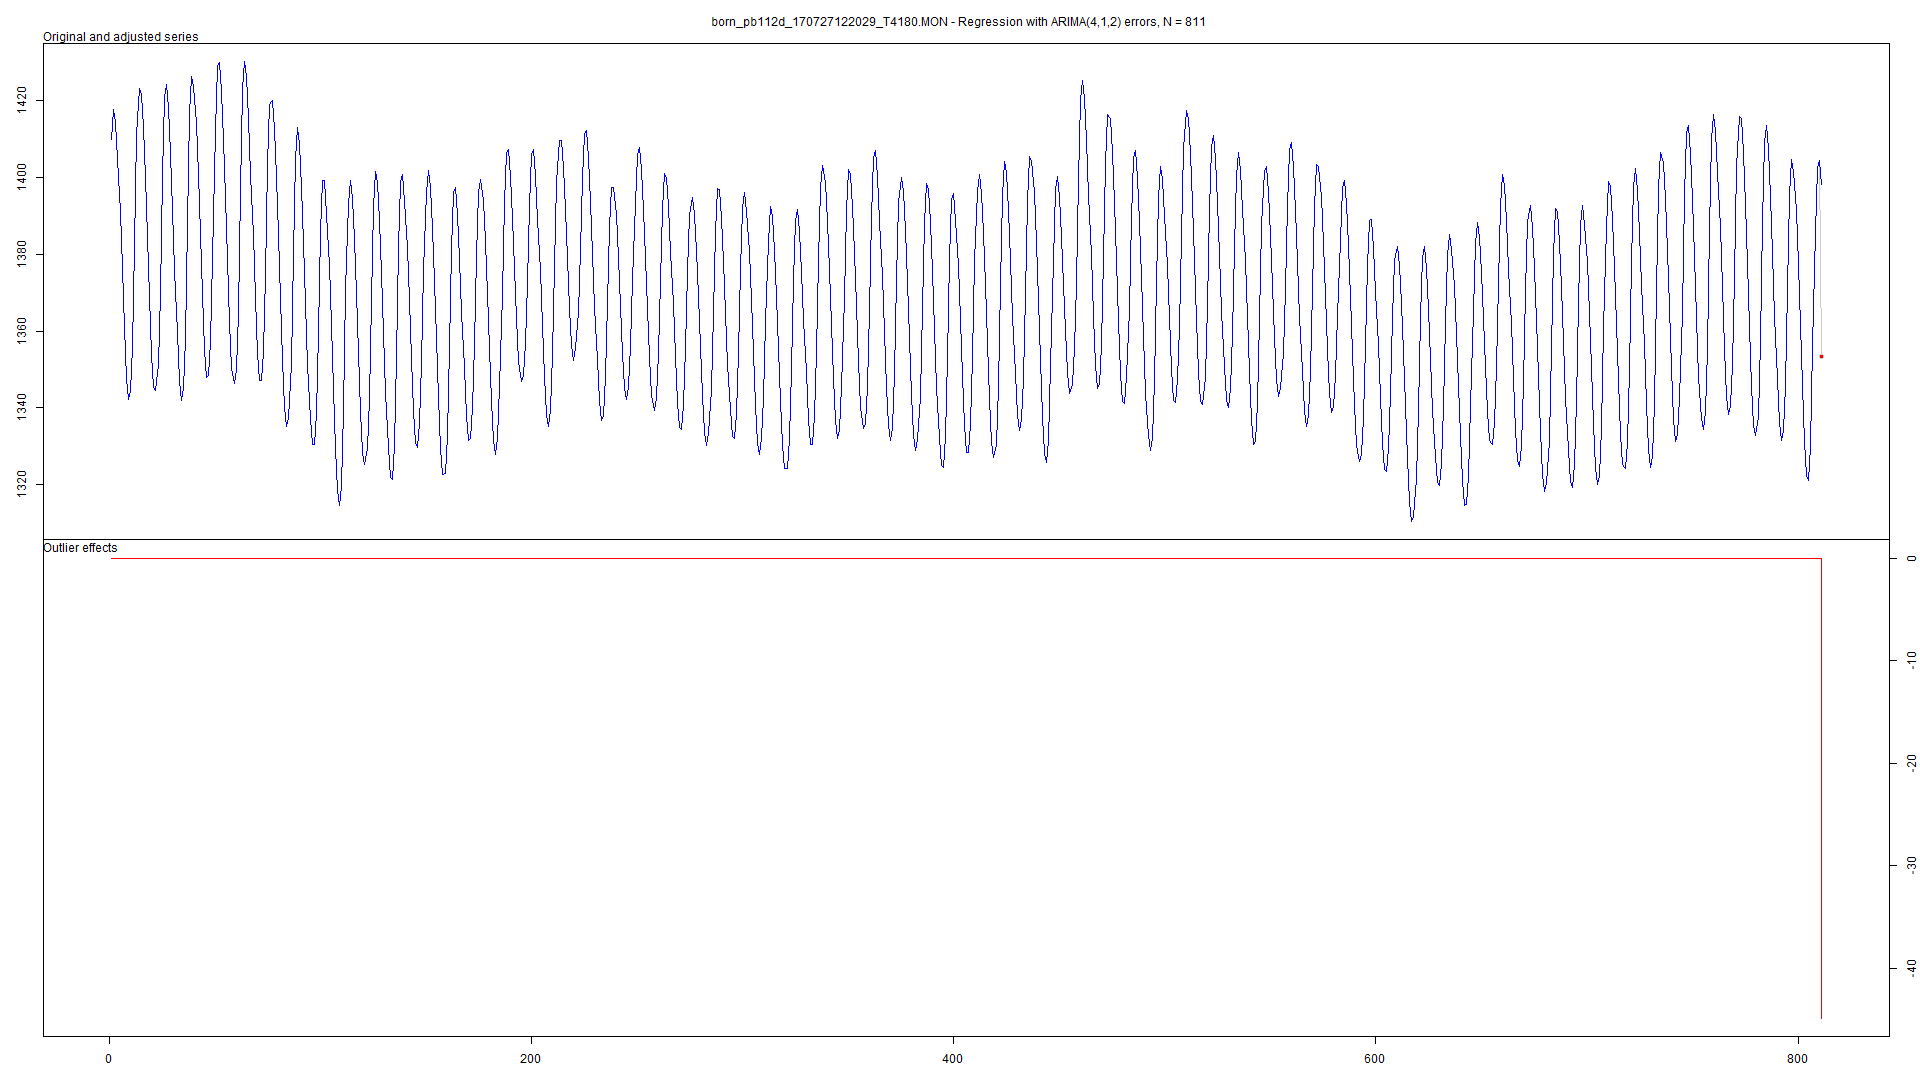 born_pb112d_170727122029_T4180.MON - Regression with ARIMA(4,1,2) errors, N = 811
Original and adjusted series
1420
1400
1380
1360
1340
1320
Outlier effects
0
-10
-20
-30
-40
0 200 400 600 800